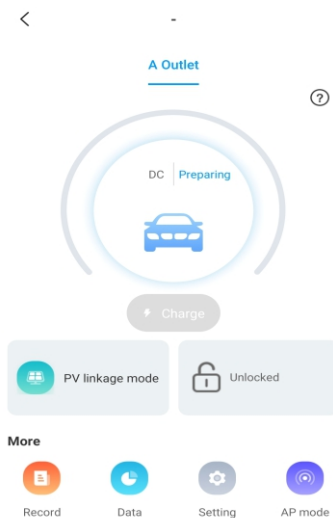 -
A Outlet
?
DC Preparing
Charge
PV linkage mode
Unlocked
More
Record Data Setting AP mode